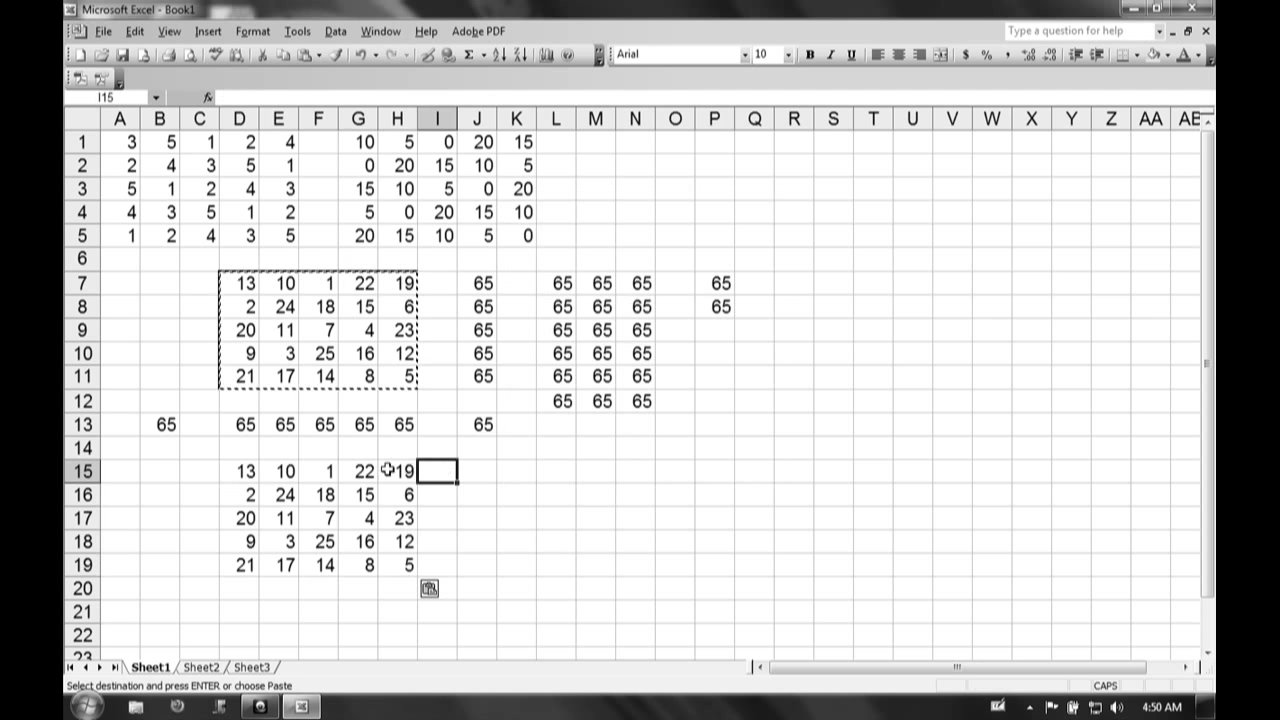 Microsoft Excel - Book1
File Edit View Insert Format Tools Data Window Help Adobe PDF Type a question for help
Arial 10 B I U $ % ,
I15 fx
A B C D E F G H I J K L M N O P Q R S T U V W X Y Z AA AE
1 3 5 1 2 4 10 5 0 20 15
2 2 4 3 5 1 0 20 15 10 5
3 5 1 2 4 3 15 10 5 0 20
4 4 3 5 1 2 5 0 20 15 10
5 1 2 4 3 5 20 15 10 5 0
6
7 13 10 1 22 19 65 65 65 65 65
8 2 24 18 15 6 65 65 65 65 65
9 20 11 7 4 23 65 65 65 65
10 9 3 25 16 12 65 65 65 65
11 21 17 14 8 5 65 65 65 65
12 65 65 65
13 65 65 65 65 65 65 65
14
15 13 10 1 22 19
16 2 24 18 15 6
17 20 11 7 4 23
18 9 3 25 16 12
19 21 17 14 8 5
20
21
22
23
Sheet1 Sheet2 Sheet3
Select destination and press ENTER or choose Paste CAPS
4:50 AM